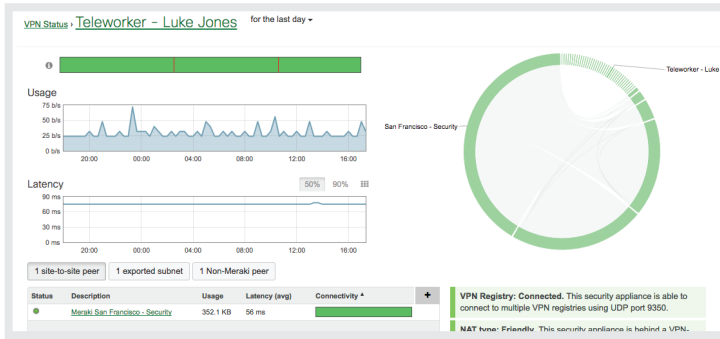 VPN Status › Teleworker – Luke Jones for the last day
Usage
75 b/s
50 b/s
25 b/s
0 b/s
20:00 00:00 04:00 08:00 12:00 16:00
Latency
50% 90%
90 ms
60 ms
30 ms
0 ms
20:00 00:00 04:00 08:00 12:00 16:00
1 site-to-site peer 1 exported subnet 1 Non-Meraki peer
Status Description Usage Latency (avg) Connectivity +
Meraki San Francisco - Security 352.1 KB 56 ms
Teleworker - Luke
San Francisco - Security
VPN Registry: Connected. This security appliance is able to
connect to multiple VPN registries using UDP port 9350.
NAT type: Friendly. This security appliance is behind a VPN-